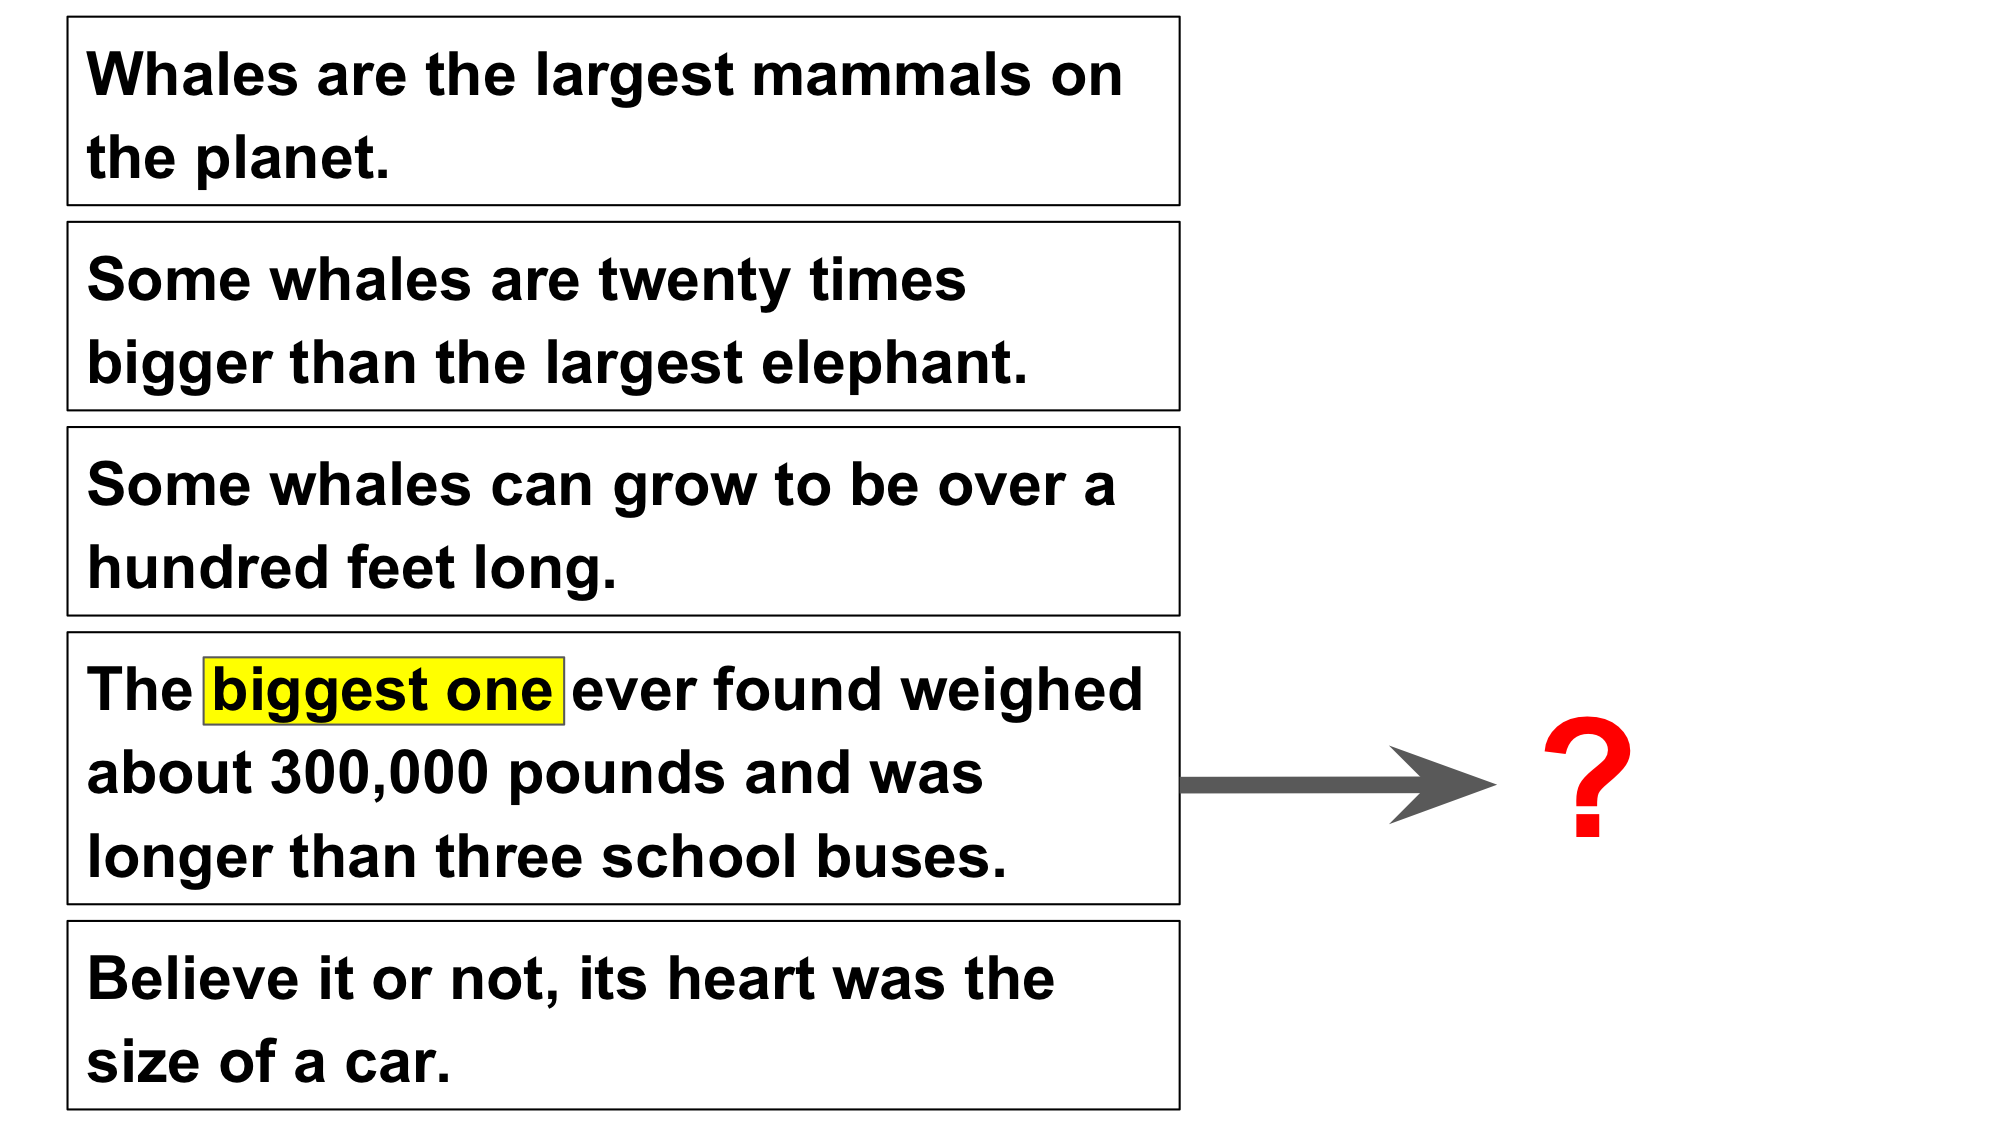 Whales are the largest mammals on
the planet.
Some whales are twenty times
bigger than the largest elephant.
Some whales can grow to be over a
hundred feet long.
The biggest one ever found weighed
about 300,000 pounds and was
longer than three school buses.
?
Believe it or not, its heart was the
size of a car.